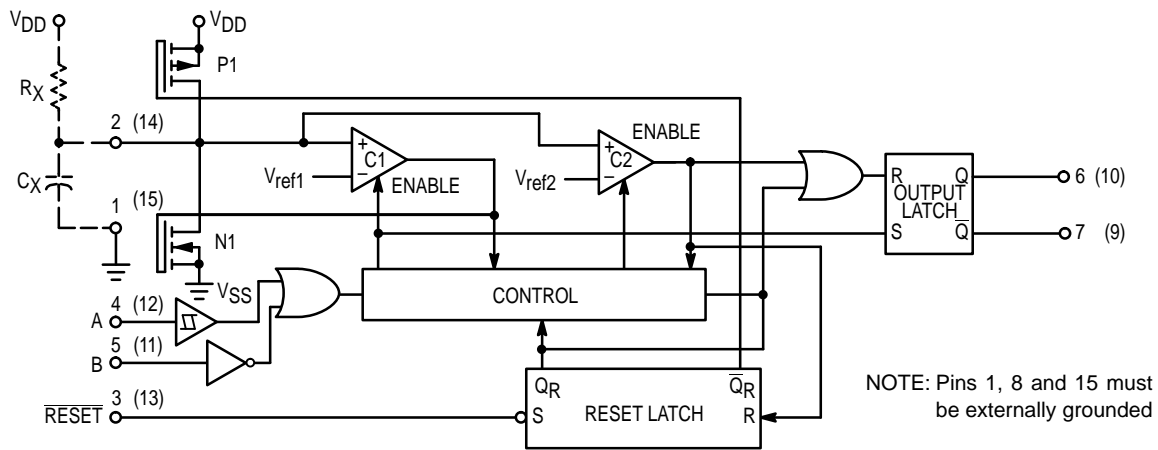 VDD
VDD
P1
RX
2 (14)
ENABLE
+
C1
−
Vref1
ENABLE
+
C2
−
Vref2
R Q
OUTPUT
LATCH
S Q̅
6 (10)
7 (9)
CX
1 (15)
N1
VSS
4 (12)
A
5 (11)
B
CONTROL
3 (13)
R̅E̅S̅E̅T̅
QR Q̅R
S RESET LATCH R
NOTE: Pins 1, 8 and 15 must
be externally grounded